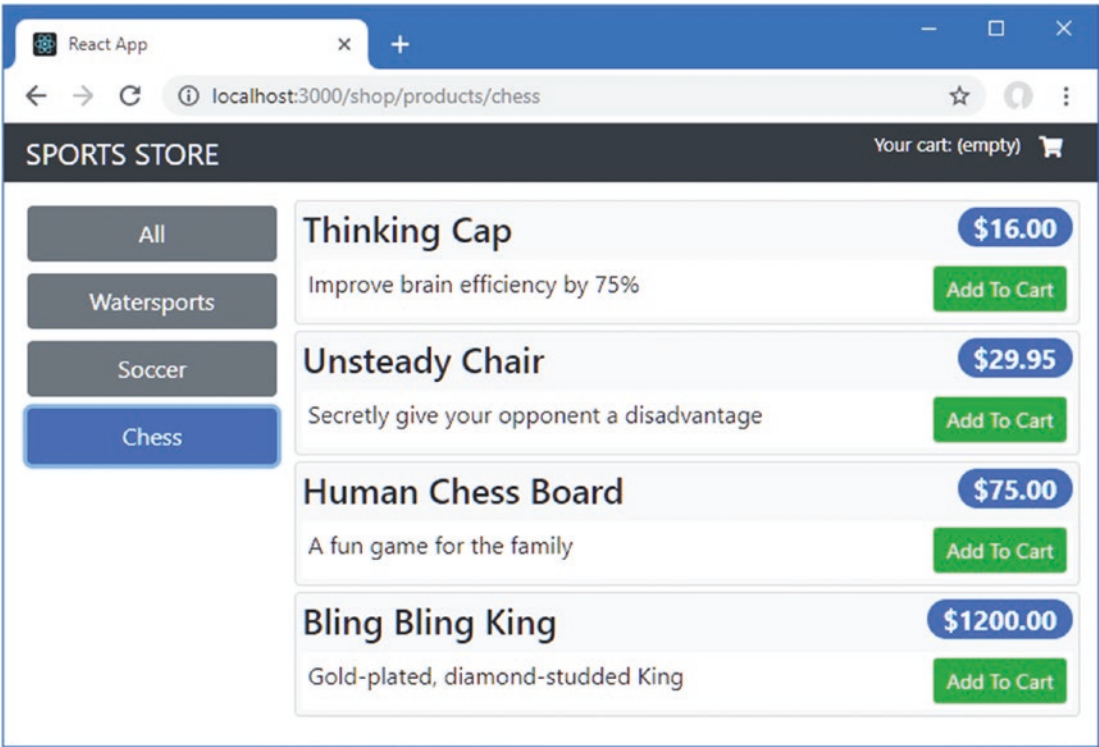 React App
localhost:3000/shop/products/chess
SPORTS STORE
Your cart: (empty)
All
Watersports
Soccer
Chess
Thinking Cap
$16.00
Improve brain efficiency by 75%
Add To Cart
Unsteady Chair
$29.95
Secretly give your opponent a disadvantage
Add To Cart
Human Chess Board
$75.00
A fun game for the family
Add To Cart
Bling Bling King
$1200.00
Gold-plated, diamond-studded King
Add To Cart